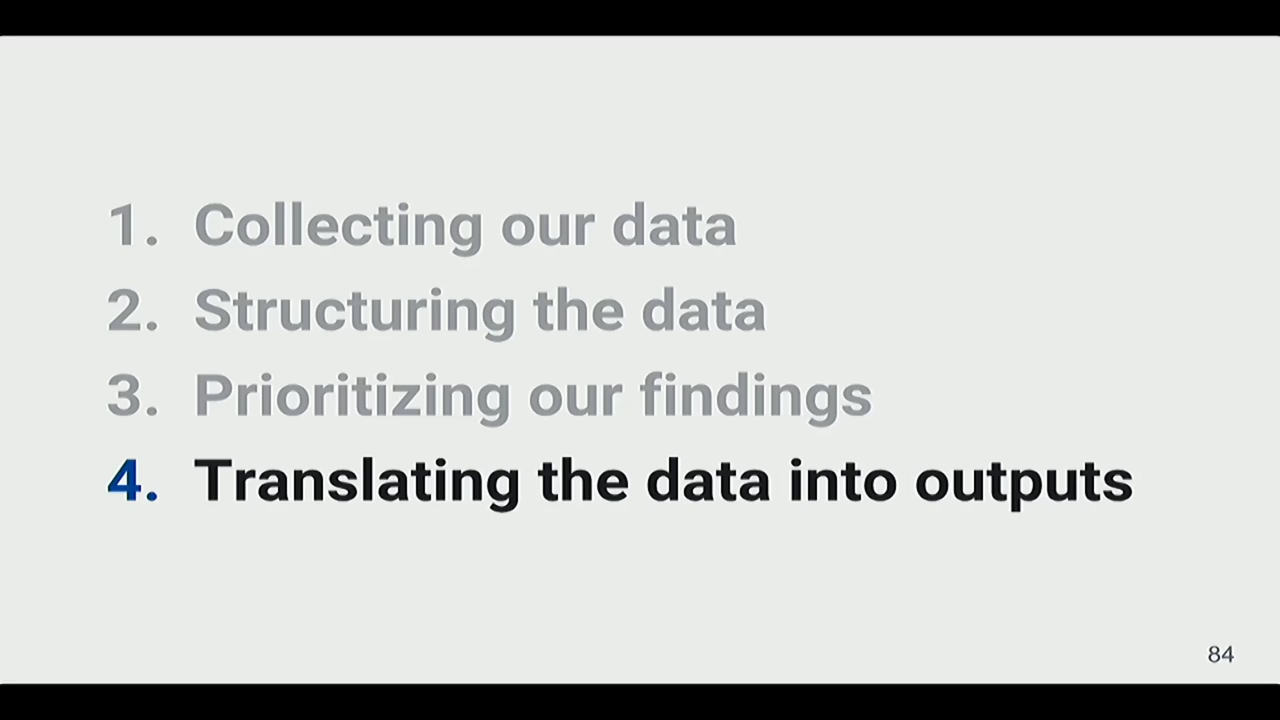 1. Collecting our data
2. Structuring the data
3. Prioritizing our findings
4. Translating the data into outputs
84